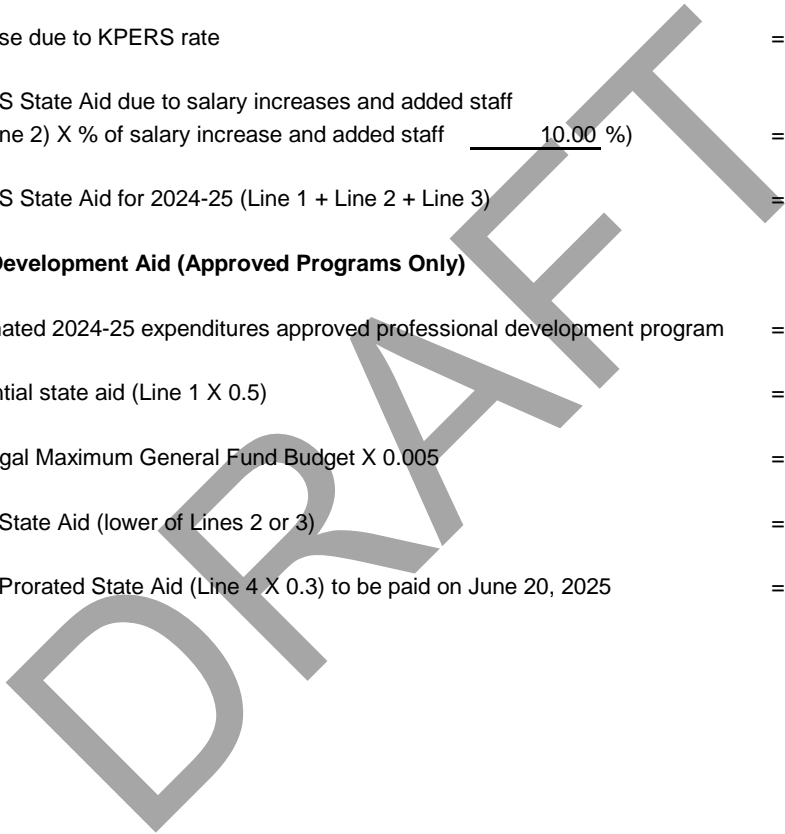 se due to KPERS rate =
S State Aid due to salary increases and added staff
ne 2) X % of salary increase and added staff 10.00 %) =
S State Aid for 2024-25 (Line 1 + Line 2 + Line 3) =
Development Aid (Approved Programs Only)
nated 2024-25 expenditures approved professional development program =
ntial state aid (Line 1 X 0.5) =
gal Maximum General Fund Budget X 0.005 =
State Aid (lower of Lines 2 or 3) =
Prorated State Aid (Line 4 X 0.3) to be paid on June 20, 2025 =
DRAFT